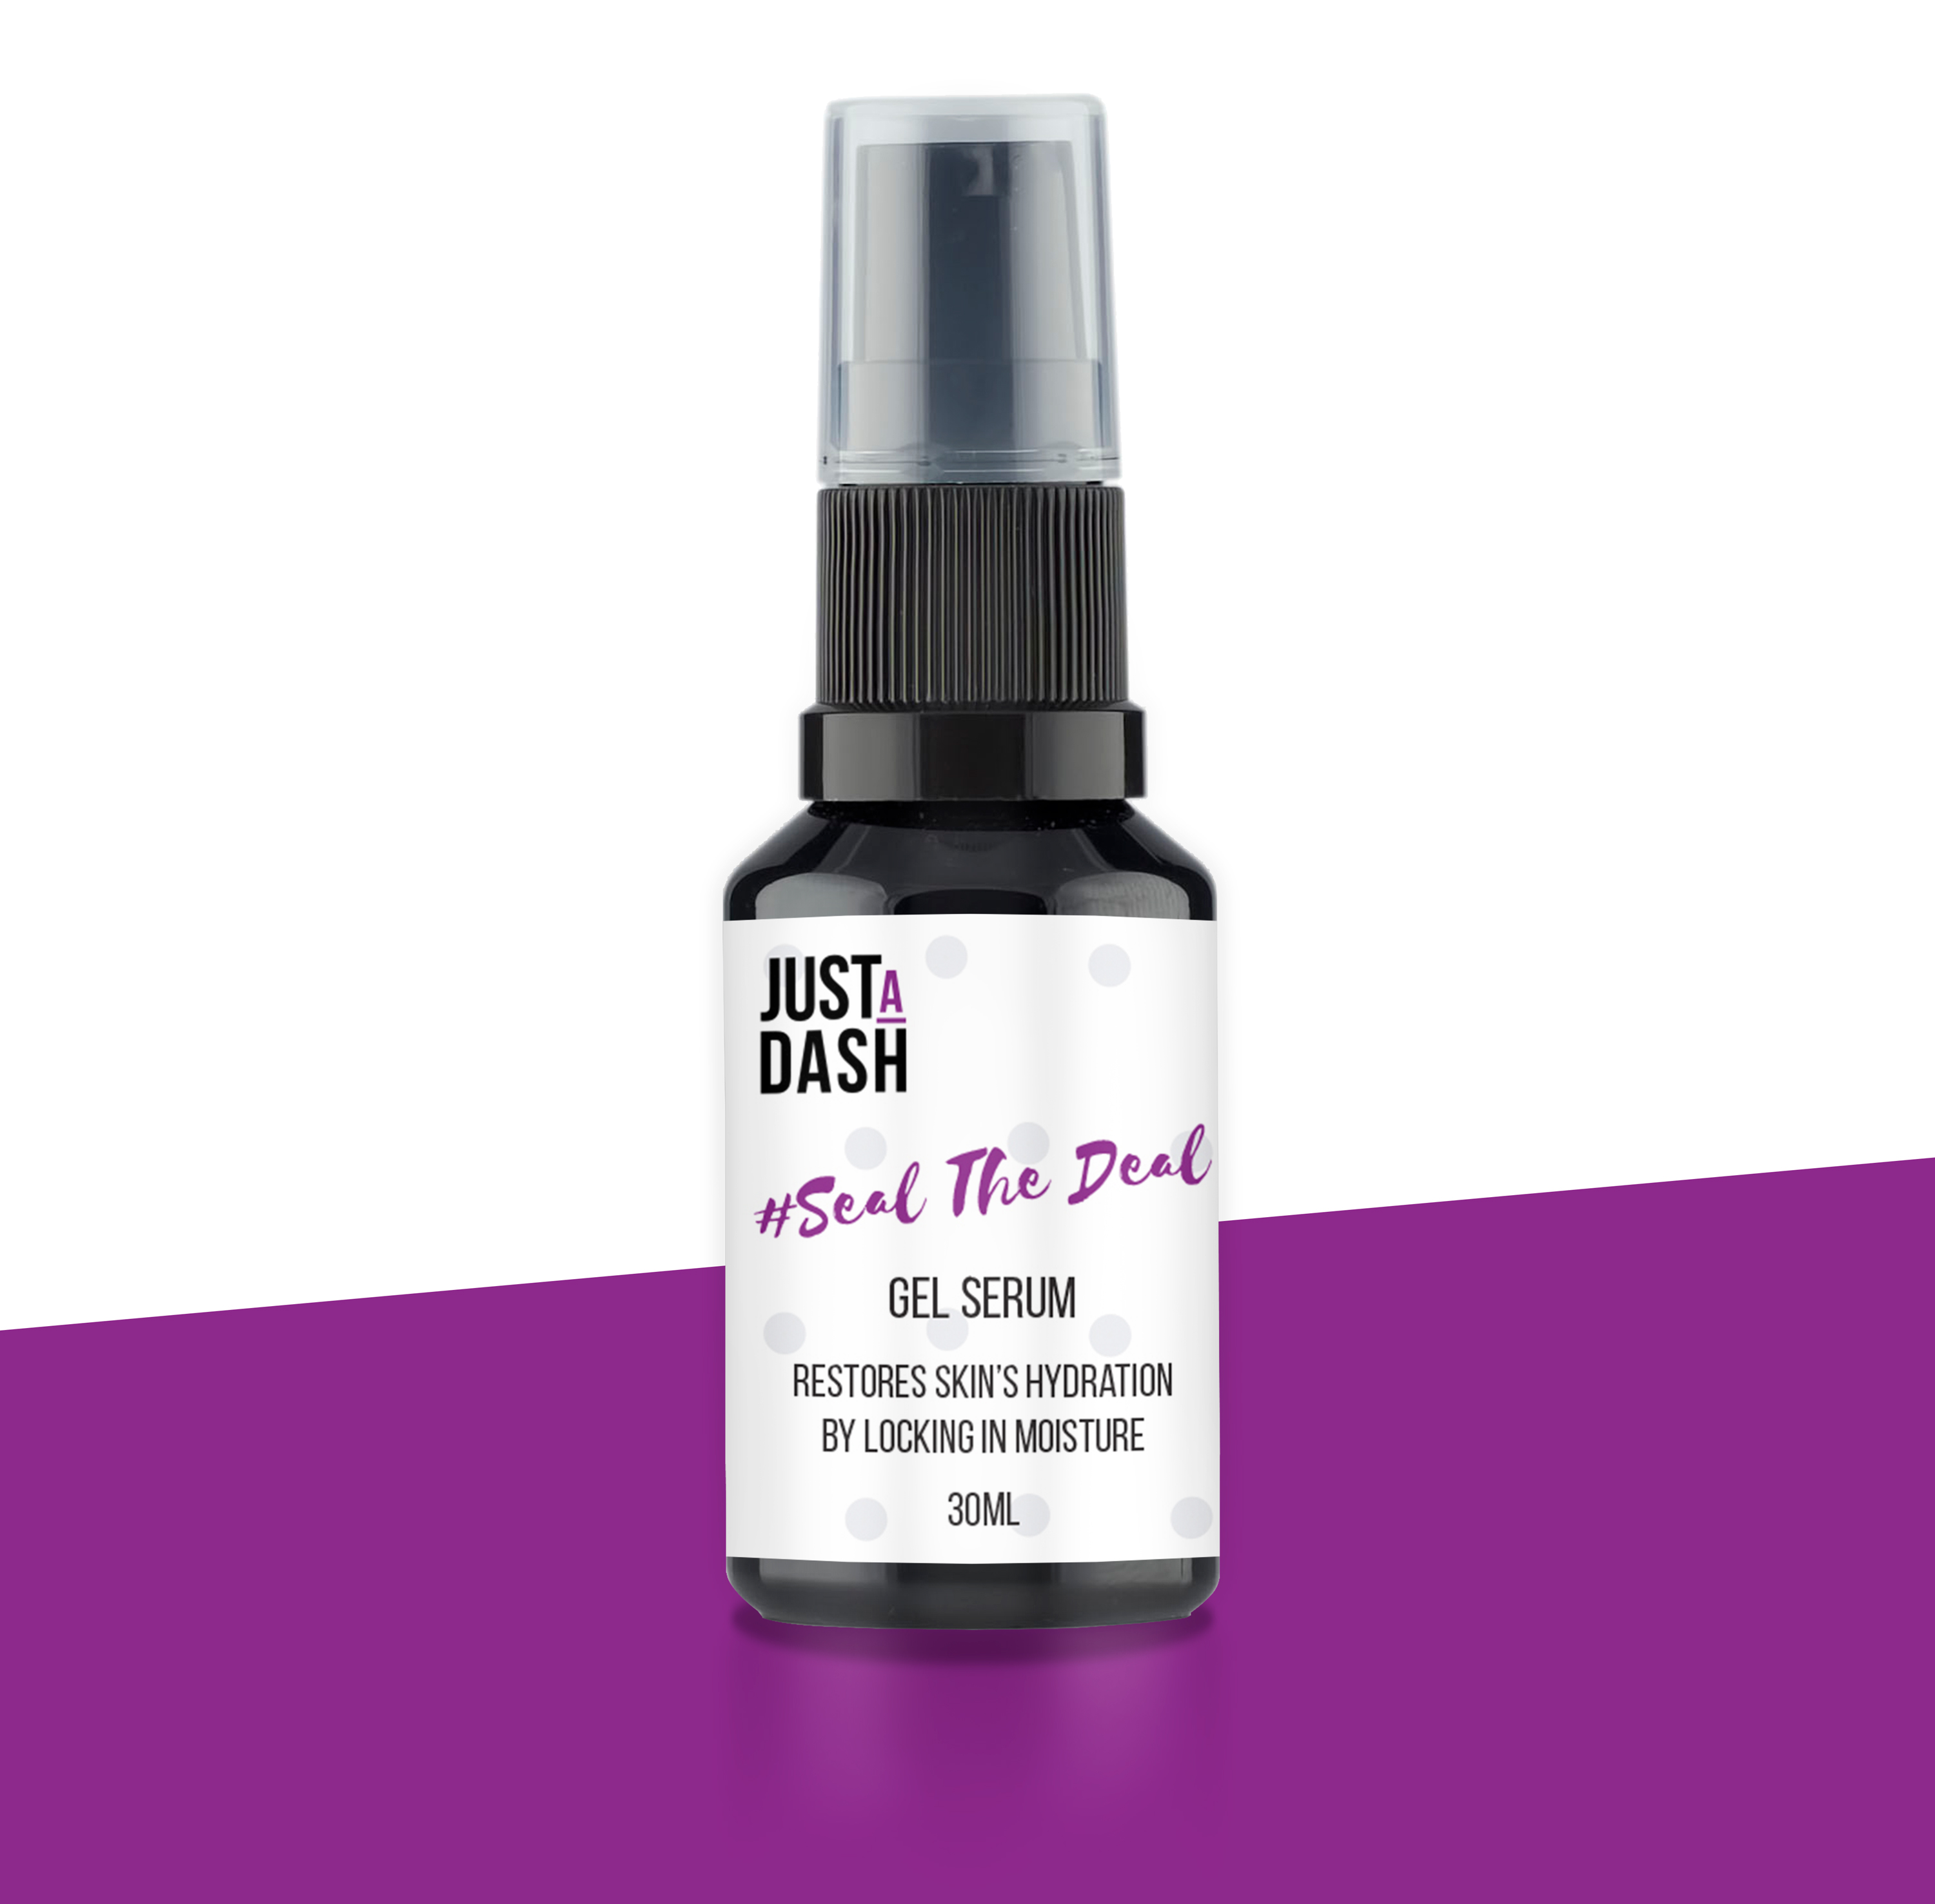 JUST A
DASH
#Seal The Deal
GEL SERUM
RESTORES SKIN'S HYDRATION
BY LOCKING IN MOISTURE
30ML